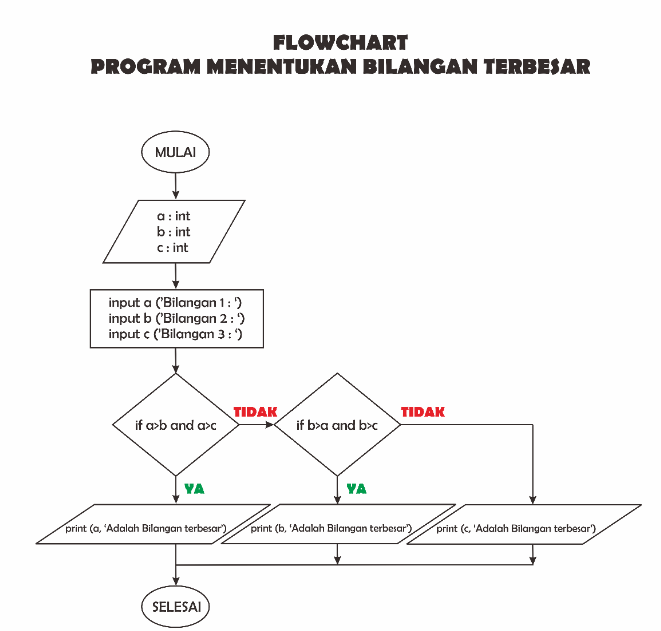 FLOWCHART
PROGRAM MENENTUKAN BILANGAN TERBESAR
MULAI
a : int
b : int
c : int
input a ('Bilangan 1 : ‘)
input b ('Bilangan 2 : ‘)
input c ('Bilangan 3 : ‘)
if a>b and a>c
TIDAK
if b>a and b>c
TIDAK
YA
YA
print (a, 'Adalah Bilangan terbesar’)
print (b, 'Adalah Bilangan terbesar’)
print (c, 'Adalah Bilangan terbesar’)
SELESAI